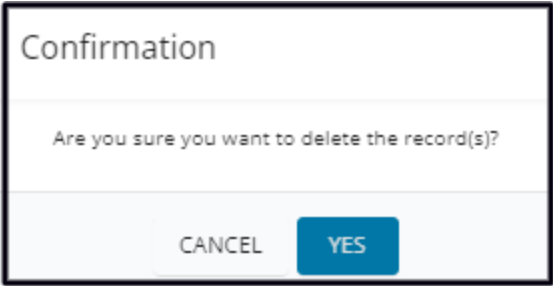 Confirmation
Are you sure you want to delete the record(s)?
CANCEL YES